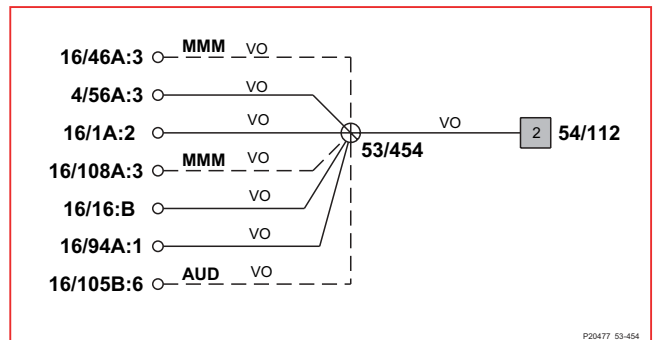 16/46A:3 MMM VO
4/56A:3 VO
16/1A:2 VO VO 2 54/112
53/454
16/108A:3 MMM VO
16/16:B VO
16/94A:1 VO
16/105B:6 AUD VO
P20477 53-454